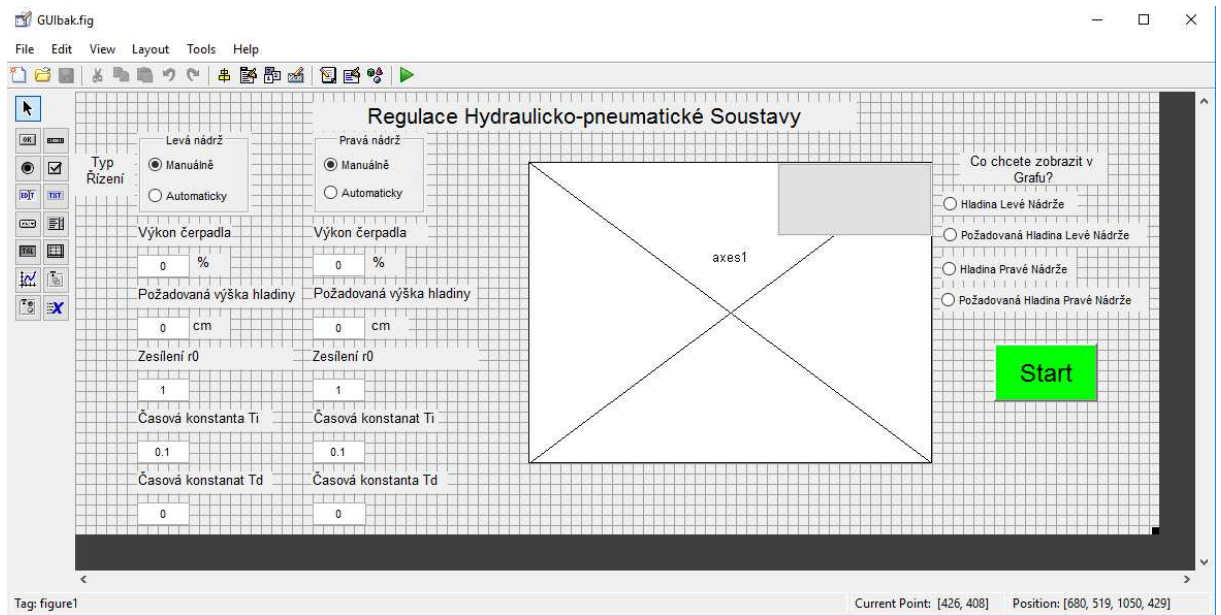 GUIbak.fig
File Edit View Layout Tools Help
Regulace Hydraulicko-pneumatické Soustavy
Typ
Řízení
Levá nádrž
Manuálně
Automaticky
Výkon čerpadla
0 %
Požadovaná výška hladiny
0 cm
Zesílení r0
1
Časová konstanta Ti
0.1
Časová konstanat Td
0
Pravá nádrž
Manuálně
Automaticky
Výkon čerpadla
0 %
Požadovaná výška hladiny
0 cm
Zesílení r0
1
Časová konstanat Ti
0.1
Časová konstanta Td
0
axes1
Co chcete zobrazit v
Grafu?
Hladina Levé Nádrže
Požadovaná Hladina Levé Nádrže
Hladina Pravé Nádrže
Požadovaná Hladina Pravé Nádrže
Start
OK
EDIT
TXT
TGL
Tag: figure1
Current Point: [426, 408]
Position: [680, 519, 1050, 429]